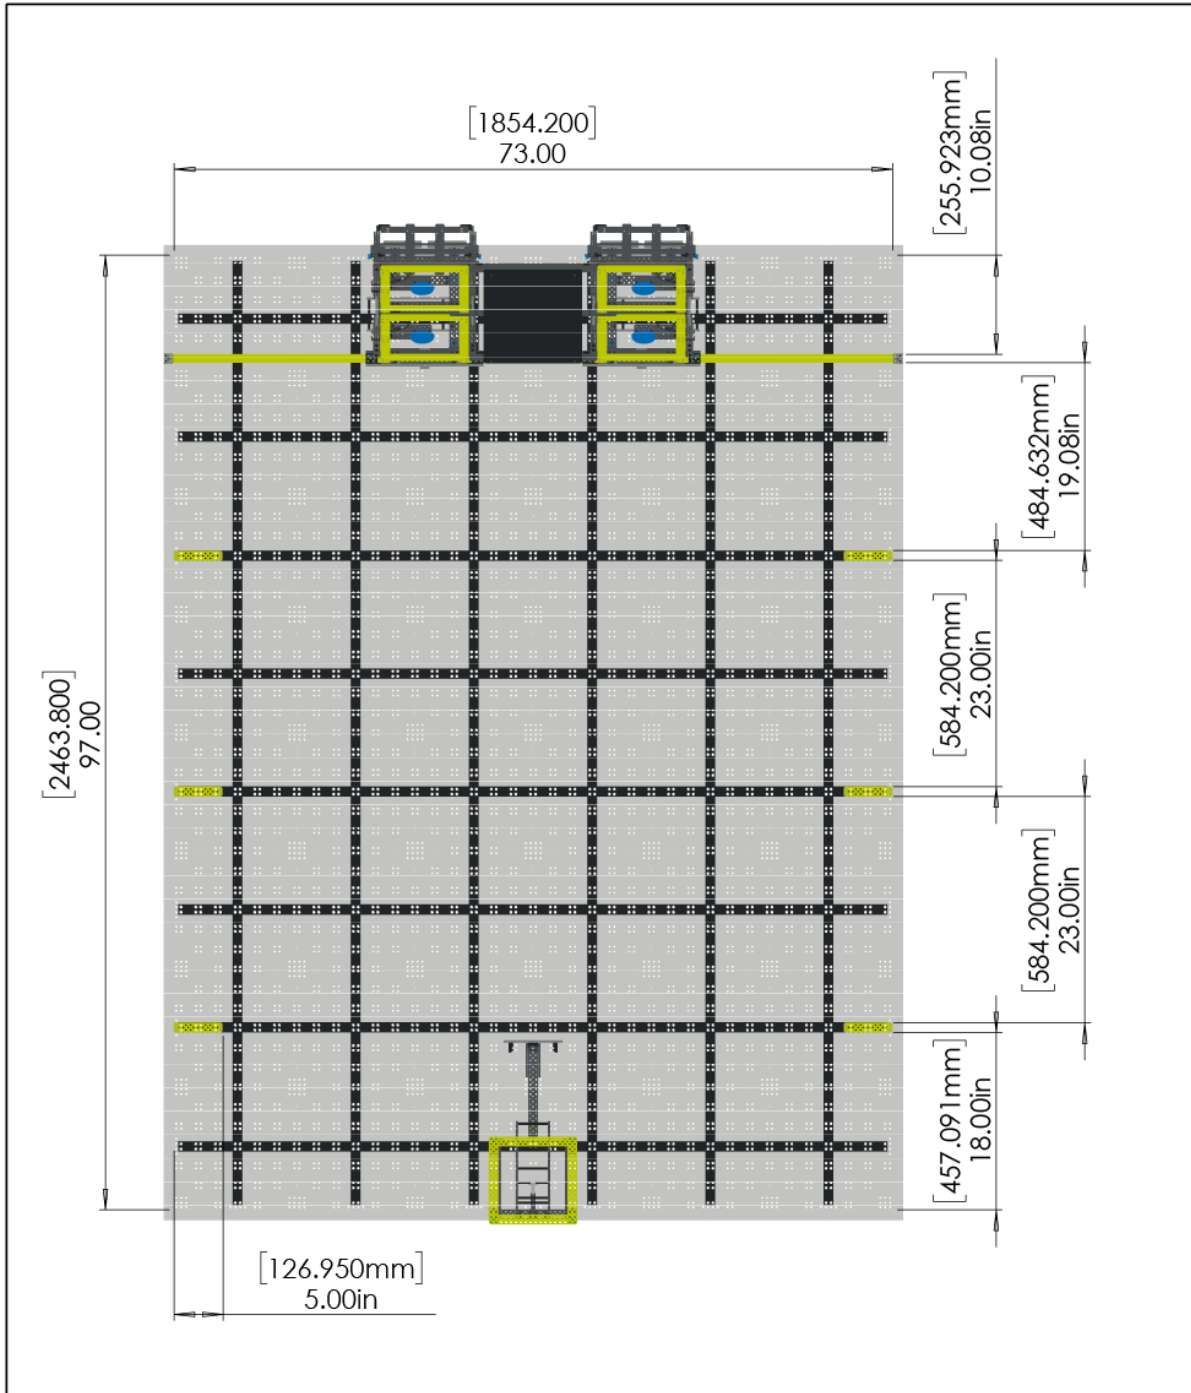 [1854.200]
73.00
[255.923mm]
10.08in
[484.632mm]
19.08in
[584.200mm]
23.00in
[2463.800]
97.00
[584.200mm]
23.00in
[457.091mm]
18.00in
[126.950mm]
5.00in